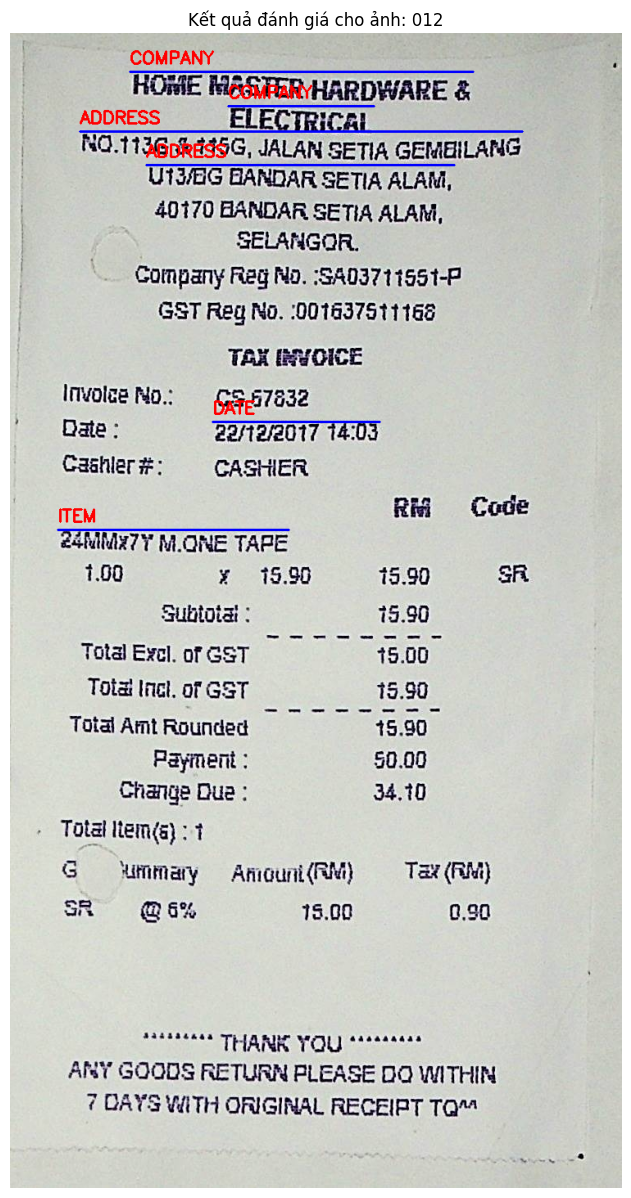 Kết quả đánh giá cho ảnh: 012
COMPANY
HOME MASTER HARDWARE &
COMPANY
ELECTRICAL
ADDRESS
NO.113G & 115G, JALAN SETIA GEMBILANG
ADDRESS
U13/BG BANDAR SETIA ALAM,
40170 BANDAR SETIA ALAM,
SELANGOR.
Company Reg No. :SA03711551-P
GST Reg No. :001637511168
TAX INVOICE
Invoice No.: CS 67832
DATE
Date : 22/12/2017 14:03
Cashier #: CASHIER
RM Code
ITEM
24MMx7Y M.ONE TAPE
1.00 x 15.90 15.90 SR
Subtotal : 15.90
Total Excl. of GST 15.00
Total Incl. of GST 15.90
Total Amt Rounded 15.90
Payment : 50.00
Change Due : 34.10
Total Item(s) : 1
G ummary Amount (RM) Tax (RM)
SR @ 6% 15.00 0.90
********* THANK YOU *********
ANY GOODS RETURN PLEASE DO WITHIN
7 DAYS WITH ORIGINAL RECEIPT TQ^^